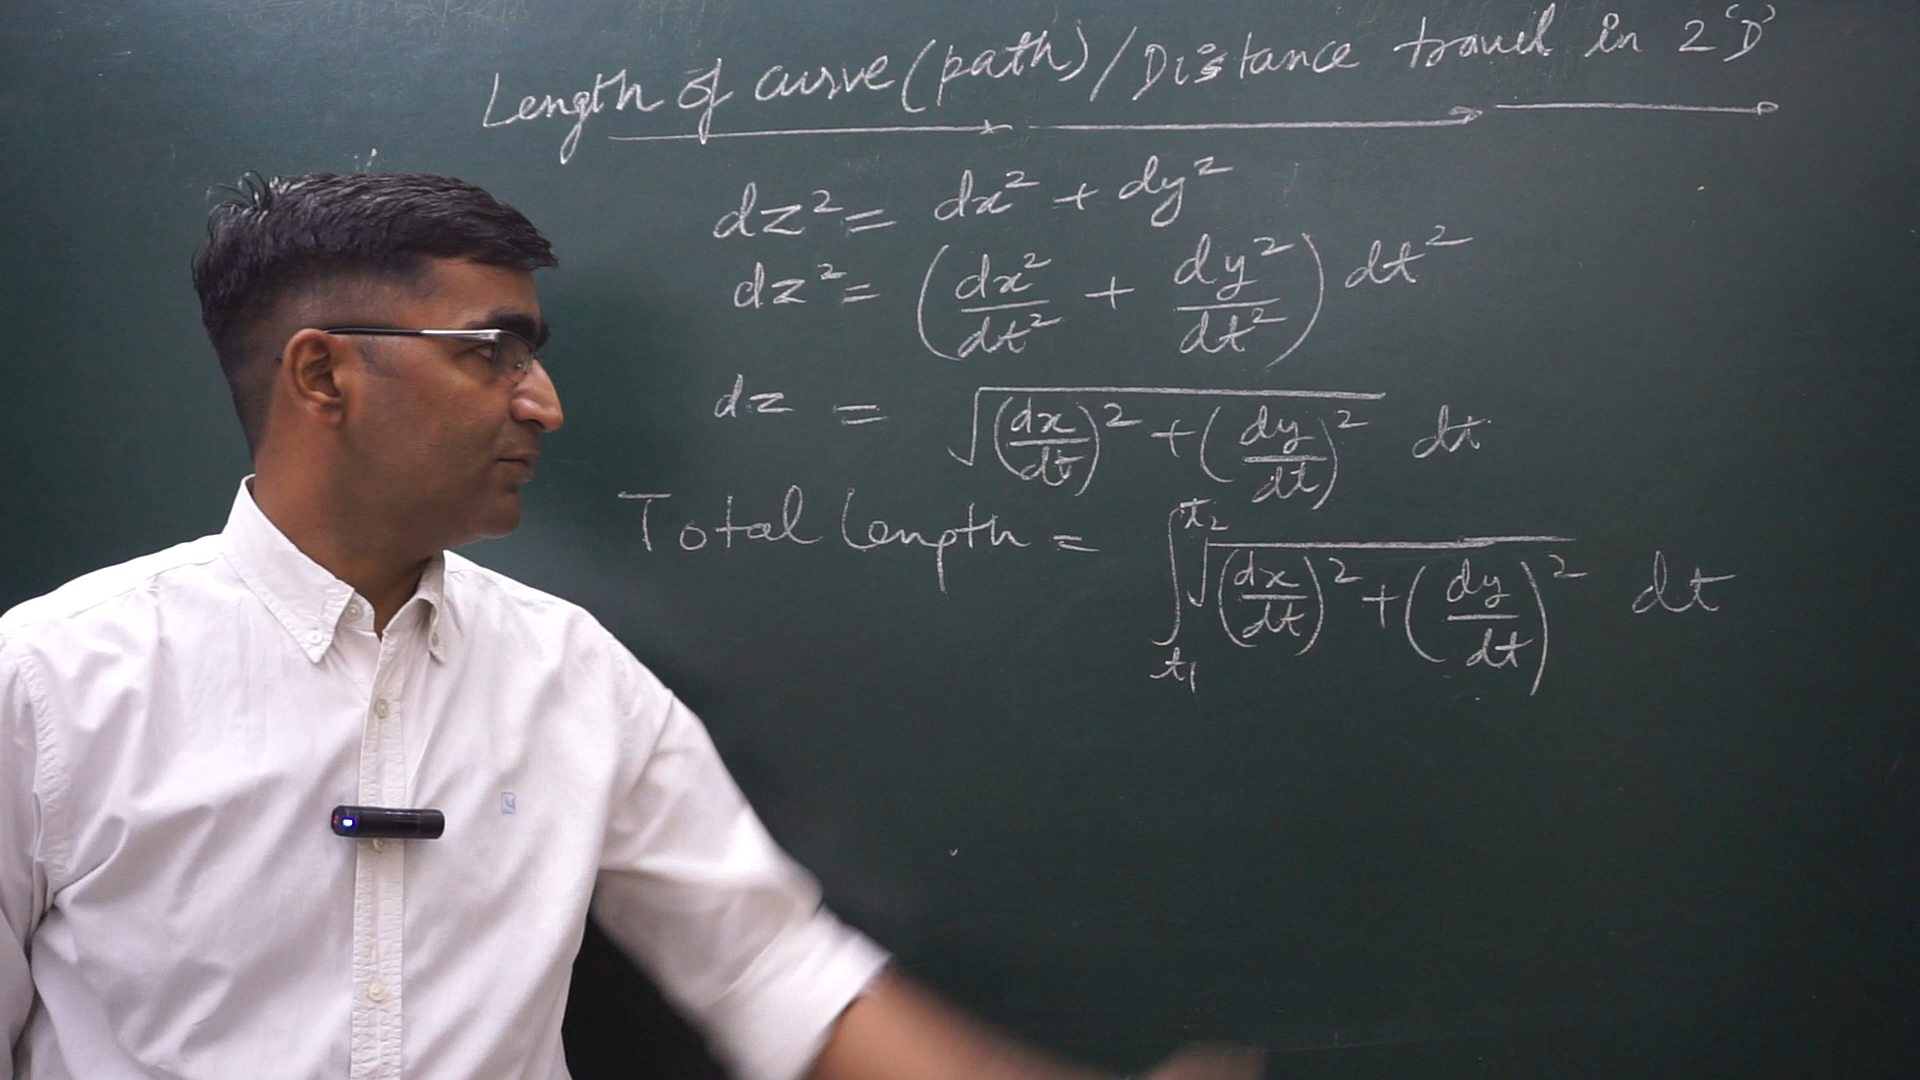 Length of curve (path) / Distance travel in 2'D'
dz² = dx² + dy²
dz² = (dx²/dt² + dy²/dt²) dt²
dz = √((dx/dt)² + (dy/dt)²) dt
Total length = ∫_{t₁}^{t₂} √((dx/dt)² + (dy/dt)²) dt